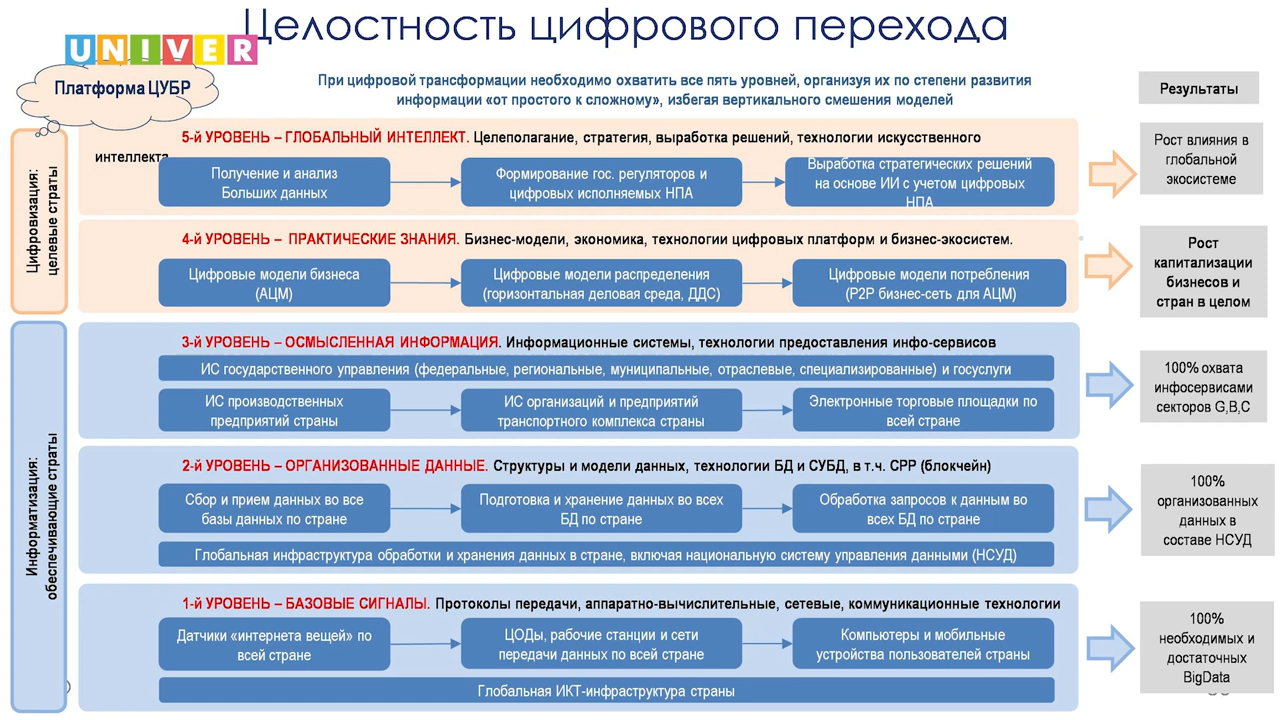 Целостность цифрового перехода
UNIVER
Платформа ЦУБР
При цифровой трансформации необходимо охватить все пять уровней, организуя их по степени развития
информации «от простого к сложному», избегая вертикального смешения моделей
Результаты
Цифровизация:
целевые страты
5-й УРОВЕНЬ – ГЛОБАЛЬНЫЙ ИНТЕЛЛЕКТ. Целеполагание, стратегия, выработка решений, технологии искусственного
интеллекта
Получение и анализ
Больших данных
Формирование гос. регуляторов и
цифровых исполняемых НПА
Выработка стратегических решений
на основе ИИ с учетом цифровых
НПА
Рост влияния в
глобальной
экосистеме
4-й УРОВЕНЬ – ПРАКТИЧЕСКИЕ ЗНАНИЯ. Бизнес-модели, экономика, технологии цифровых платформ и бизнес-экосистем.
Цифровые модели бизнеса
(АЦМ)
Цифровые модели распределения
(горизонтальная деловая среда, ДДС)
Цифровые модели потребления
(P2P бизнес-сеть для АЦМ)
Рост
капитализации
бизнесов и
стран в целом
Информатизация:
обеспечивающие страты
3-й УРОВЕНЬ – ОСМЫСЛЕННАЯ ИНФОРМАЦИЯ. Информационные системы, технологии предоставления инфо-сервисов
ИС государственного управления (федеральные, региональные, муниципальные, отраслевые, специализированные) и госуслуги
ИС производственных
предприятий страны
ИС организаций и предприятий
транспортного комплекса страны
Электронные торговые площадки по
всей стране
100% охвата
инфосервисами
секторов G,B,C
2-й УРОВЕНЬ – ОРГАНИЗОВАННЫЕ ДАННЫЕ. Структуры и модели данных, технологии БД и СУБД, в т.ч. СРР (блокчейн)
Сбор и прием данных во все
базы данных по стране
Подготовка и хранение данных во всех
БД по стране
Обработка запросов к данным во
всех БД по стране
Глобальная инфраструктура обработки и хранения данных в стране, включая национальную систему управления данными (НСУД)
100%
организованных
данных в
составе НСУД
1-й УРОВЕНЬ – БАЗОВЫЕ СИГНАЛЫ. Протоколы передачи, аппаратно-вычислительные, сетевые, коммуникационные технологии
Датчики «интернета вещей» по
всей стране
ЦОДы, рабочие станции и сети
передачи данных по всей стране
Компьютеры и мобильные
устройства пользователей страны
Глобальная ИКТ-инфраструктура страны
100%
необходимых и
достаточных
BigData